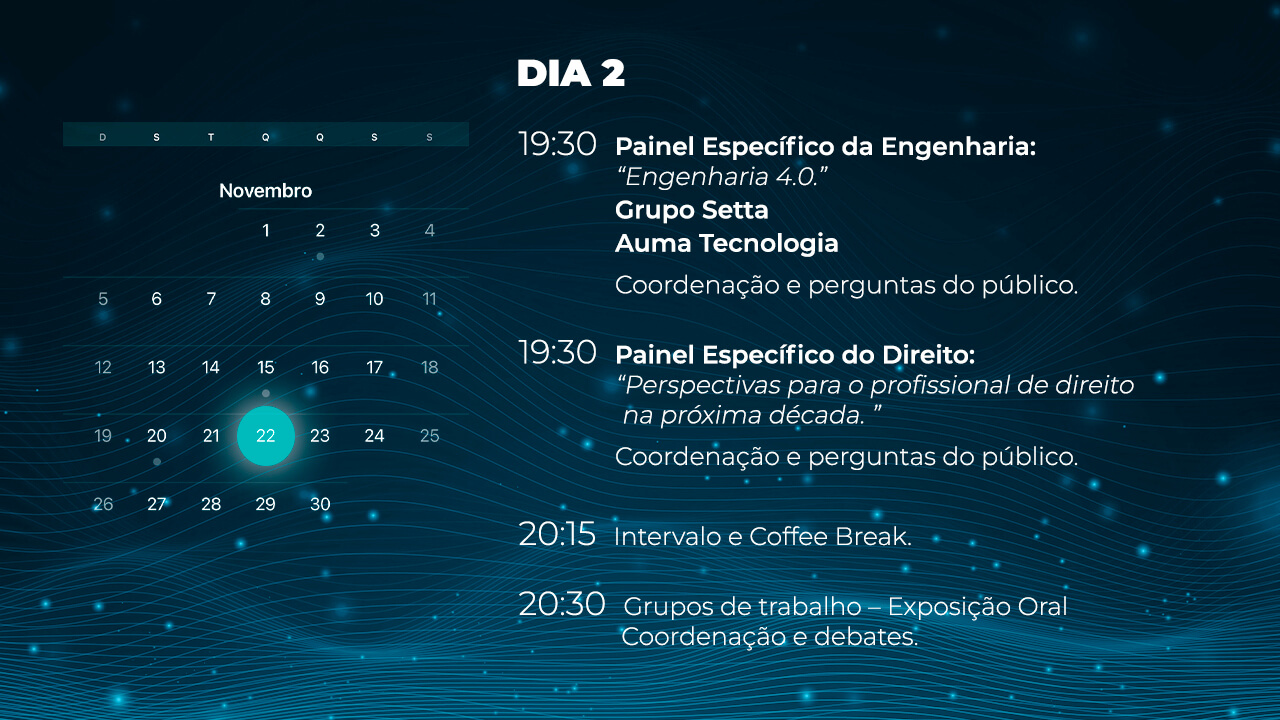 D S T Q Q S S
Novembro
1 2 3 4
5 6 7 8 9 10 11
12 13 14 15 16 17 18
19 20 21 22 23 24 25
26 27 28 29 30
DIA 2
19:30 Painel Específico da Engenharia:
“Engenharia 4.0.”
Grupo Setta
Auma Tecnologia
Coordenação e perguntas do público.
19:30 Painel Específico do Direito:
“Perspectivas para o profissional de direito
na próxima década. ”
Coordenação e perguntas do público.
20:15 Intervalo e Coffee Break.
20:30 Grupos de trabalho – Exposição Oral
Coordenação e debates.